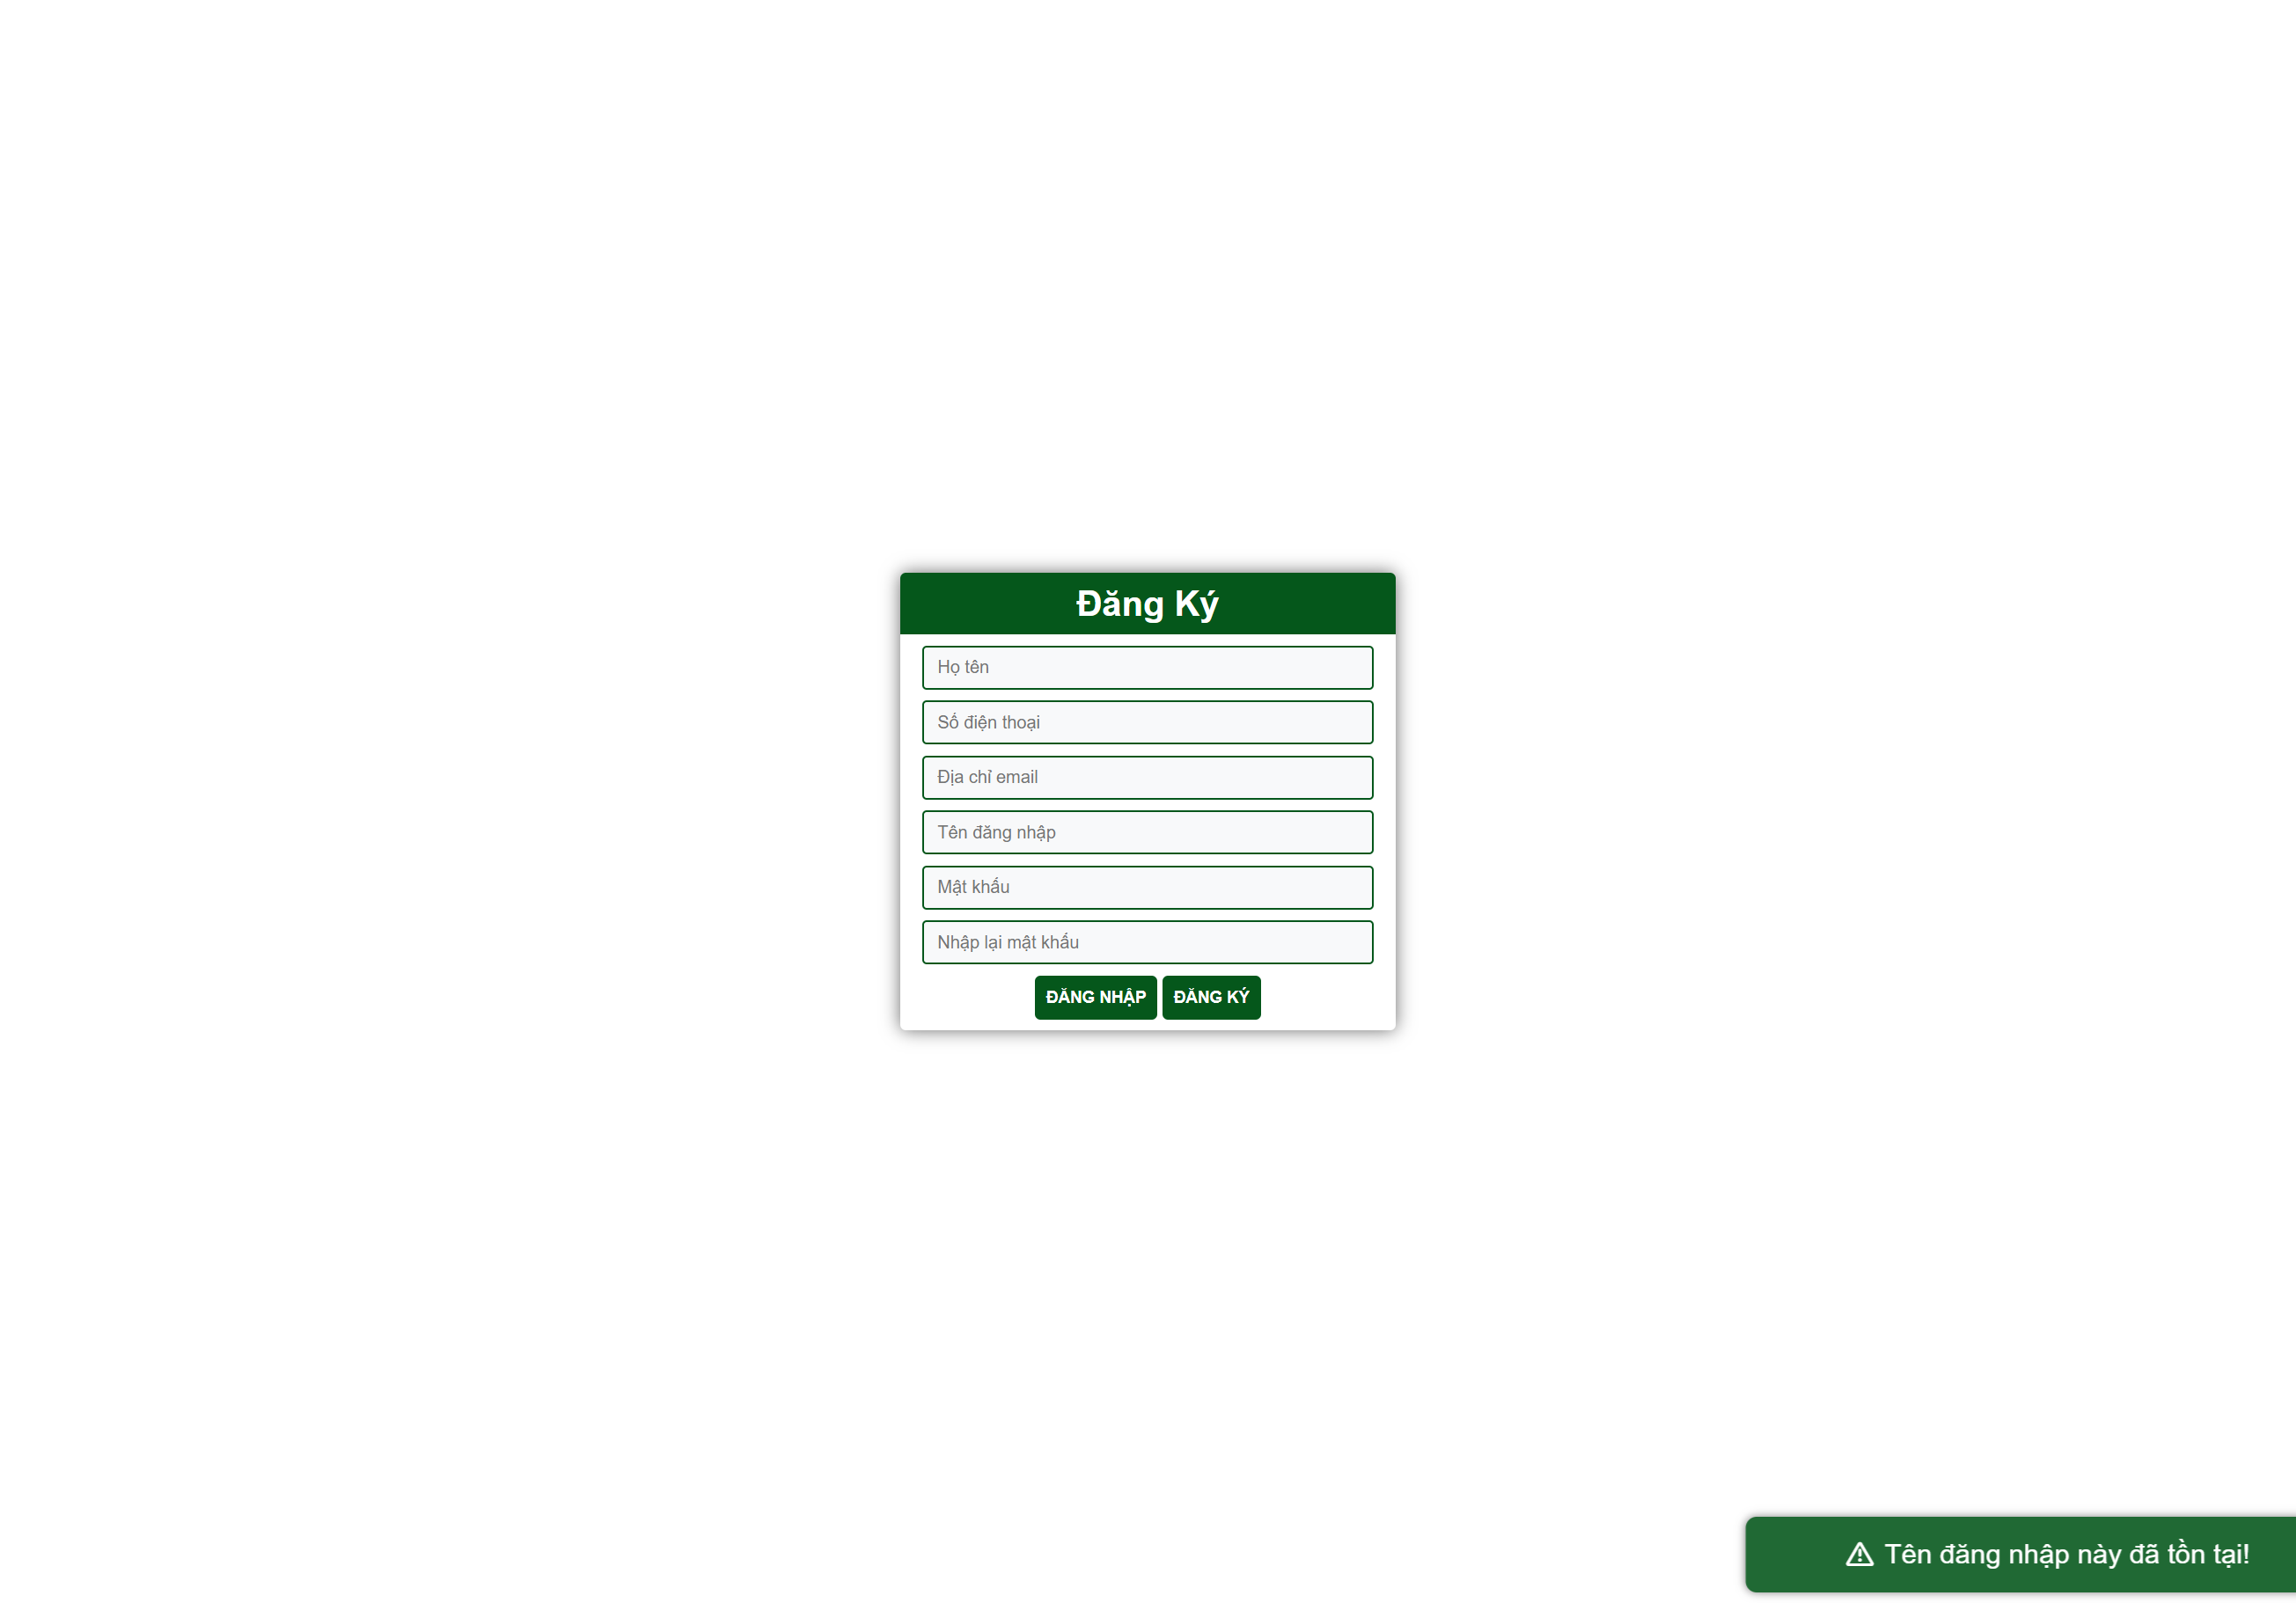 Đăng Ký
Họ tên
Số điện thoại
Địa chỉ email
Tên đăng nhập
Mật khẩu
Nhập lại mật khẩu
ĐĂNG NHẬP ĐĂNG KÝ
Tên đăng nhập này đã tồn tại!